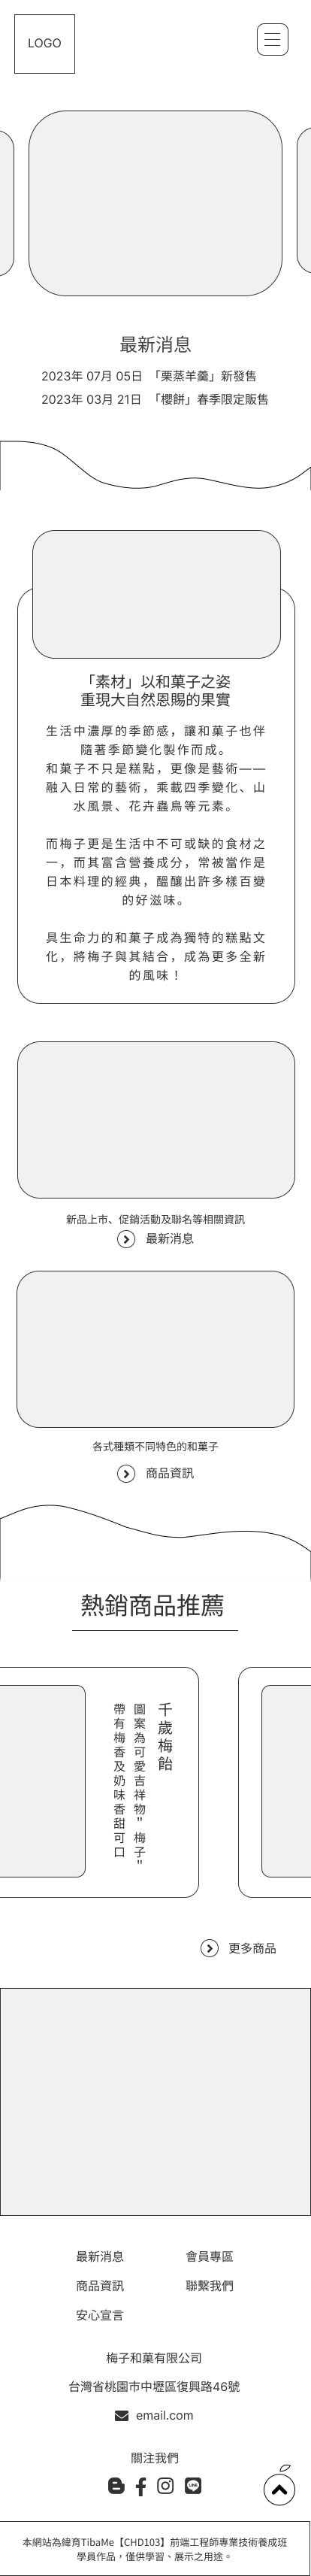 LOGO
最新消息
2023年 07月 05日 「栗蒸羊羹」新發售
2023年 03月 21日 「櫻餅」春季限定販售
「素材」以和菓子之姿
重現大自然恩賜的果實
生活中濃厚的季節感，讓和菓子也伴
隨著季節變化製作而成。
和菓子不只是糕點，更像是藝術——
融入日常的藝術，乘載四季變化、山
水風景、花卉蟲鳥等元素。
而梅子更是生活中不可或缺的食材之
一，而其富含營養成分，常被當作是
日本料理的經典，醞釀出許多樣百變
的好滋味。
具生命力的和菓子成為獨特的糕點文
化，將梅子與其結合，成為更多全新
的風味！
新品上市、促銷活動及聯名等相關資訊
最新消息
各式種類不同特色的和菓子
商品資訊
熱銷商品推薦
千歲梅飴
圖案為可愛吉祥物＂梅子＂
帶有梅香及奶味香甜可口
更多商品
最新消息
會員專區
商品資訊
聯繫我們
安心宣言
梅子和菓有限公司
台灣省桃園市中壢區復興路46號
email.com
關注我們
LINE
本網站為緯育TibaMe【CHD103】前端工程師專業技術養成班
學員作品，僅供學習、展示之用途。